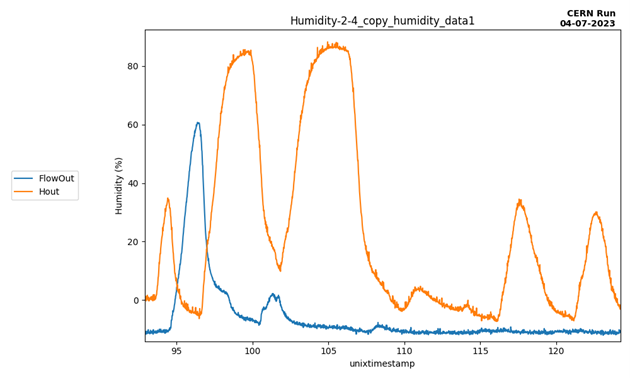 Humidity-2-4_copy_humidity_data1
CERN Run
04-07-2023
FlowOut
Hout
Humidity (%)
80
60
40
20
0
95
100
105
110
115
120
unixtimestamp